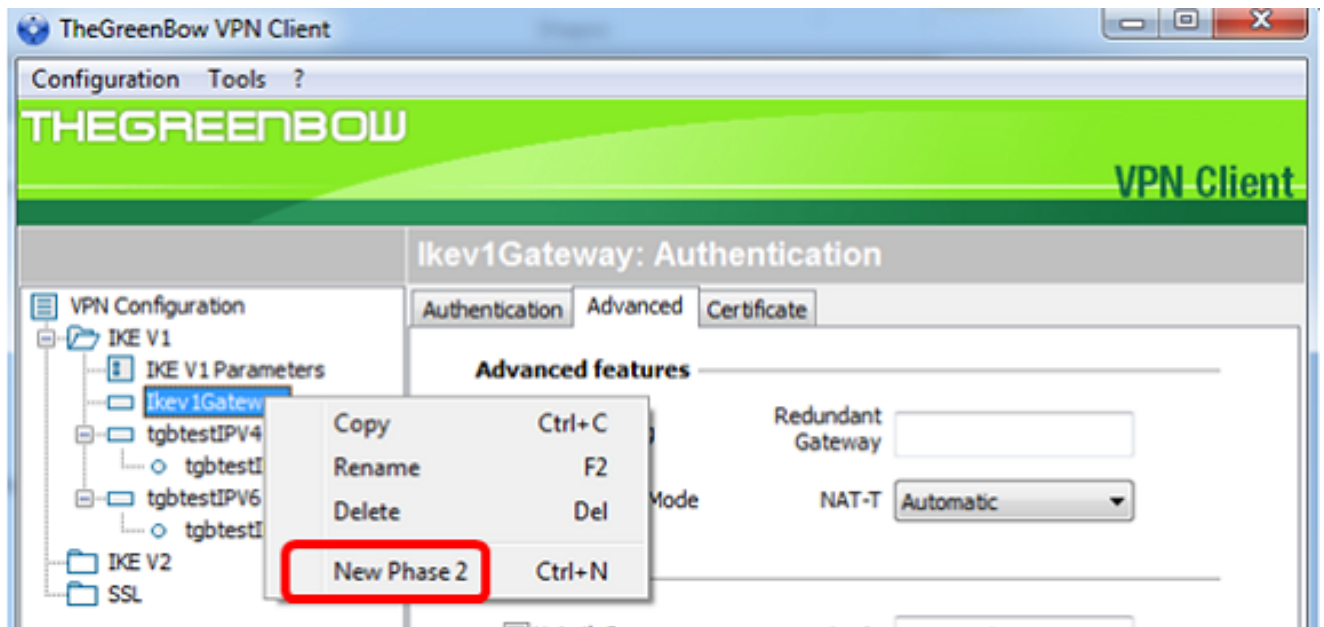 TheGreenBow VPN Client
Configuration Tools ?
THEGREENBOW
VPN Client
Ikev1Gateway: Authentication
VPN Configuration
IKE V1
IKE V1 Parameters
Ikev1Gatew
tgbtestIPV4
tgbtestI
tgbtestIPV6
tgbtestI
IKE V2
SSL
Authentication Advanced Certificate
Advanced features
Redundant
Gateway
Mode NAT-T Automatic
Copy Ctrl+C
Rename F2
Delete Del
New Phase 2 Ctrl+N